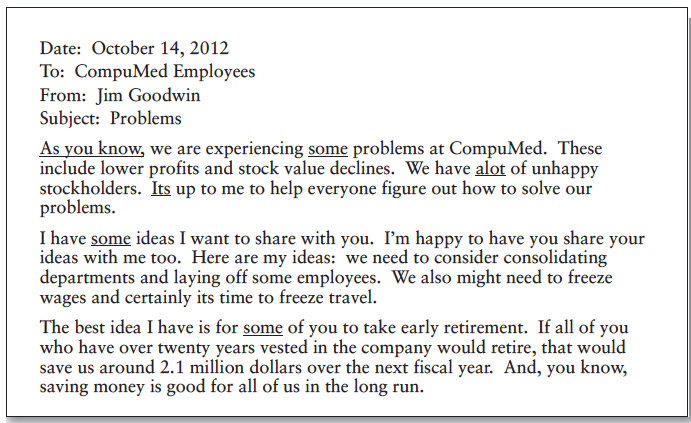 Date:  October 14, 2012
To:  CompuMed Employees
From:  Jim Goodwin
Subject:  Problems
As you know, we are experiencing some problems at CompuMed.  These
include lower profits and stock value declines.  We have alot of unhappy
stockholders.  Its up to me to help everyone figure out how to solve our
problems.
I have some ideas I want to share with you.  I’m happy to have you share your
ideas with me too.  Here are my ideas:  we need to consider consolidating
departments and laying off some employees.  We also might need to freeze
wages and certainly its time to freeze travel.
The best idea I have is for some of you to take early retirement.  If all of you
who have over twenty years vested in the company would retire, that would
save us around 2.1 million dollars over the next fiscal year.  And, you know,
saving money is good for all of us in the long run.